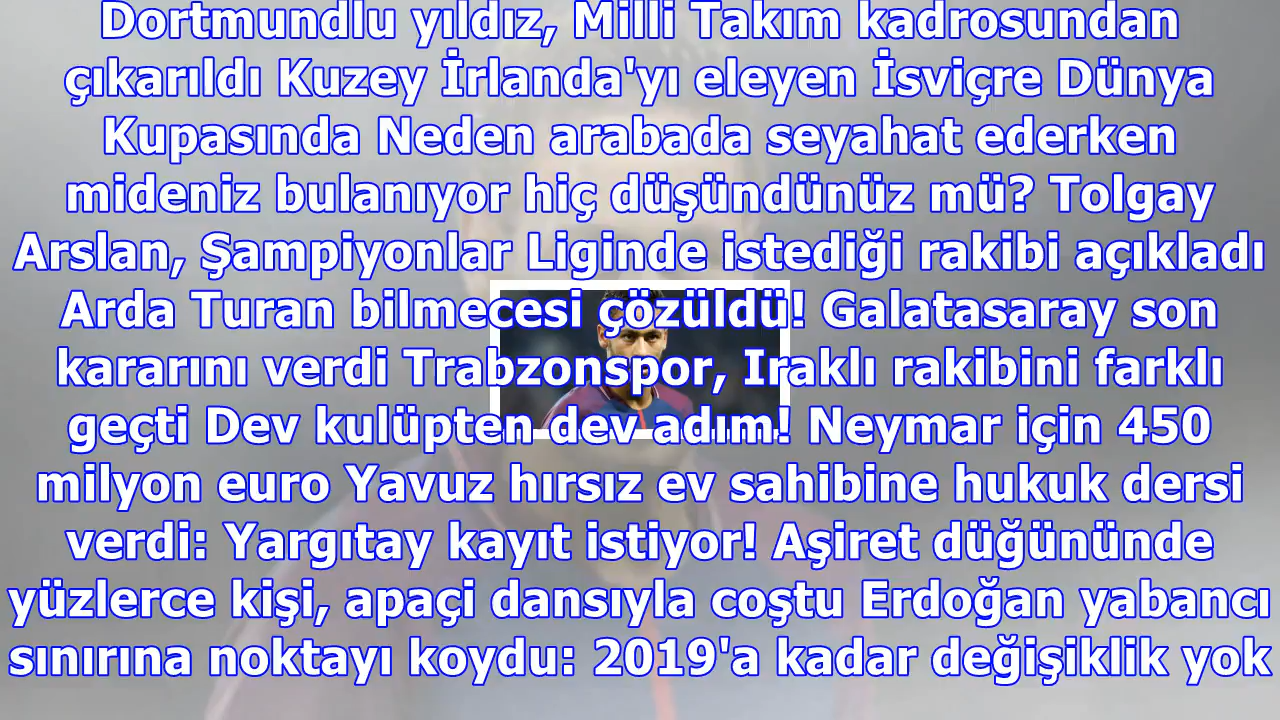 Dortmundlu yıldız, Milli Takım kadrosundan
çıkarıldı Kuzey İrlanda'yı eleyen İsviçre Dünya
Kupasında Neden arabada seyahat ederken
mideniz bulanıyor hiç düşündünüz mü? Tolgay
Arslan, Şampiyonlar Liginde istediği rakibi açıkladı
Arda Turan bilmecesi çözüldü! Galatasaray son
kararını verdi Trabzonspor, Iraklı rakibini farklı
geçti Dev kulüpten dev adım! Neymar için 450
milyon euro Yavuz hırsız ev sahibine hukuk dersi
verdi: Yargıtay kayıt istiyor! Aşiret düğününde
yüzlerce kişi, apaçi dansıyla coştu Erdoğan yabancı
sınırına noktayı koydu: 2019'a kadar değişiklik yok